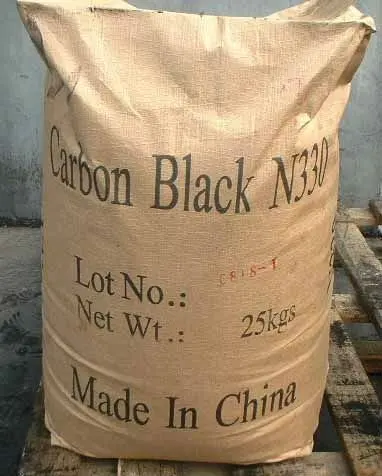 Carbon Black N330
Lot No.:
Net Wt.: 25kgs
Made In China